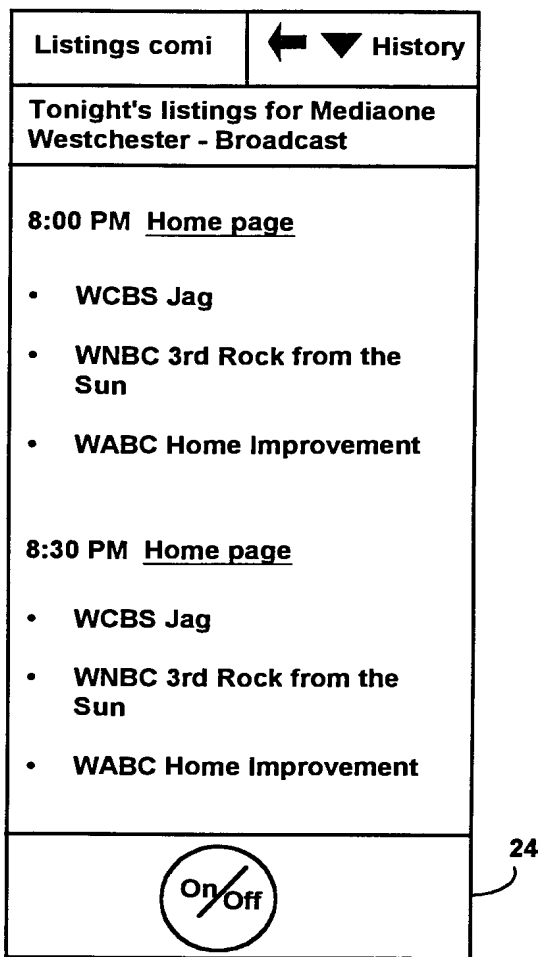 Listings comi
History
Tonight's listings for Mediaone
Westchester - Broadcast
8:00 PM Home page
• WCBS Jag
• WNBC 3rd Rock from the
Sun
• WABC Home Improvement
8:30 PM Home page
• WCBS Jag
• WNBC 3rd Rock from the
Sun
• WABC Home Improvement
On/Off
24